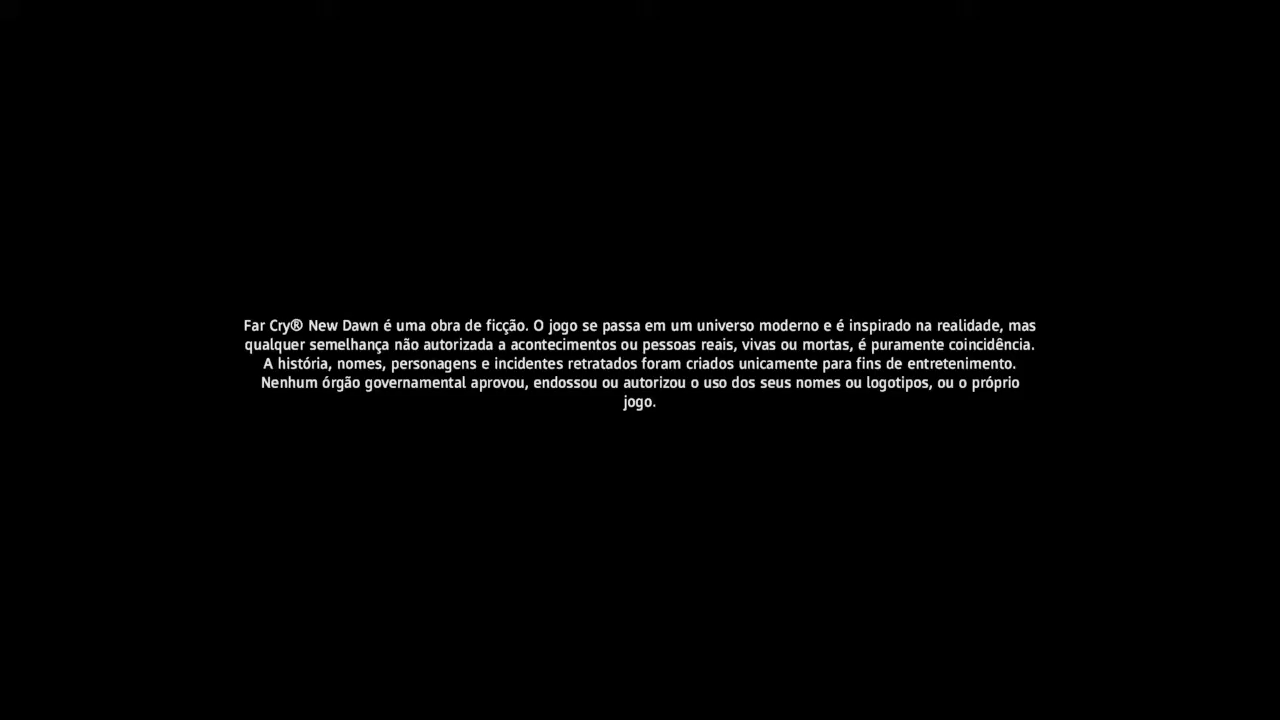 Far Cry® New Dawn é uma obra de ficção. O jogo se passa em um universo moderno e é inspirado na realidade, mas
qualquer semelhança não autorizada a acontecimentos ou pessoas reais, vivas ou mortas, é puramente coincidência.
A história, nomes, personagens e incidentes retratados foram criados unicamente para fins de entretenimento.
Nenhum órgão governamental aprovou, endossou ou autorizou o uso dos seus nomes ou logotipos, ou o próprio
jogo.